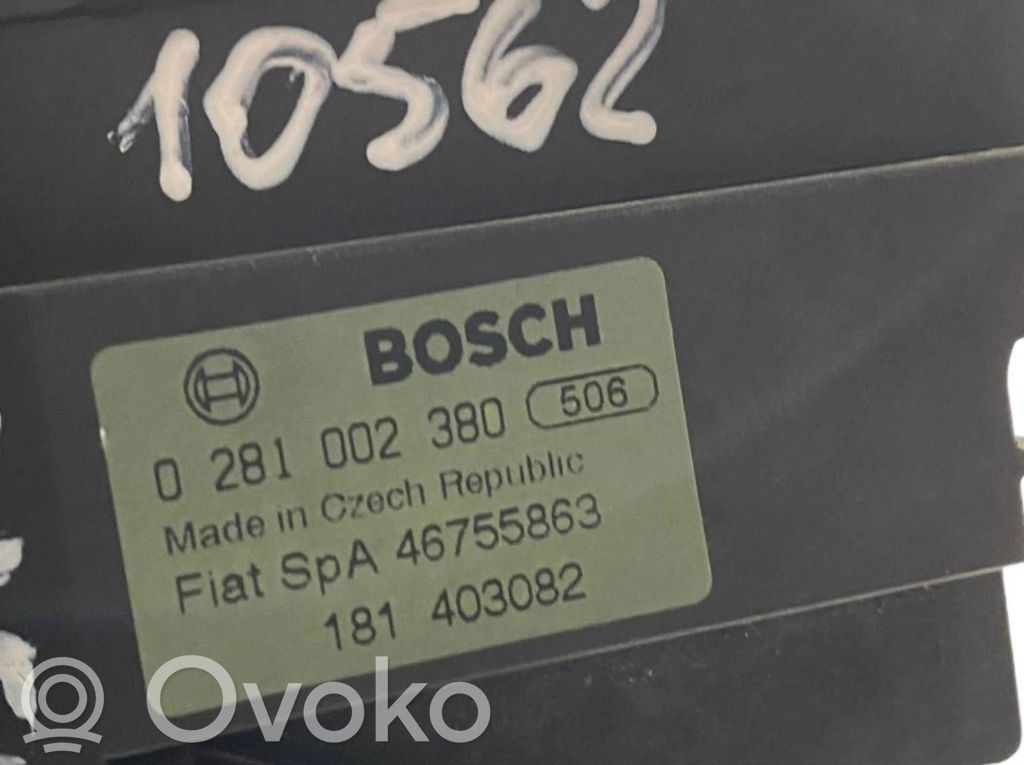 10562
BOSCH
0 281 002 380 506
Made in Czech Republic
Fiat SpA 46755863
181 403082
Ovoko